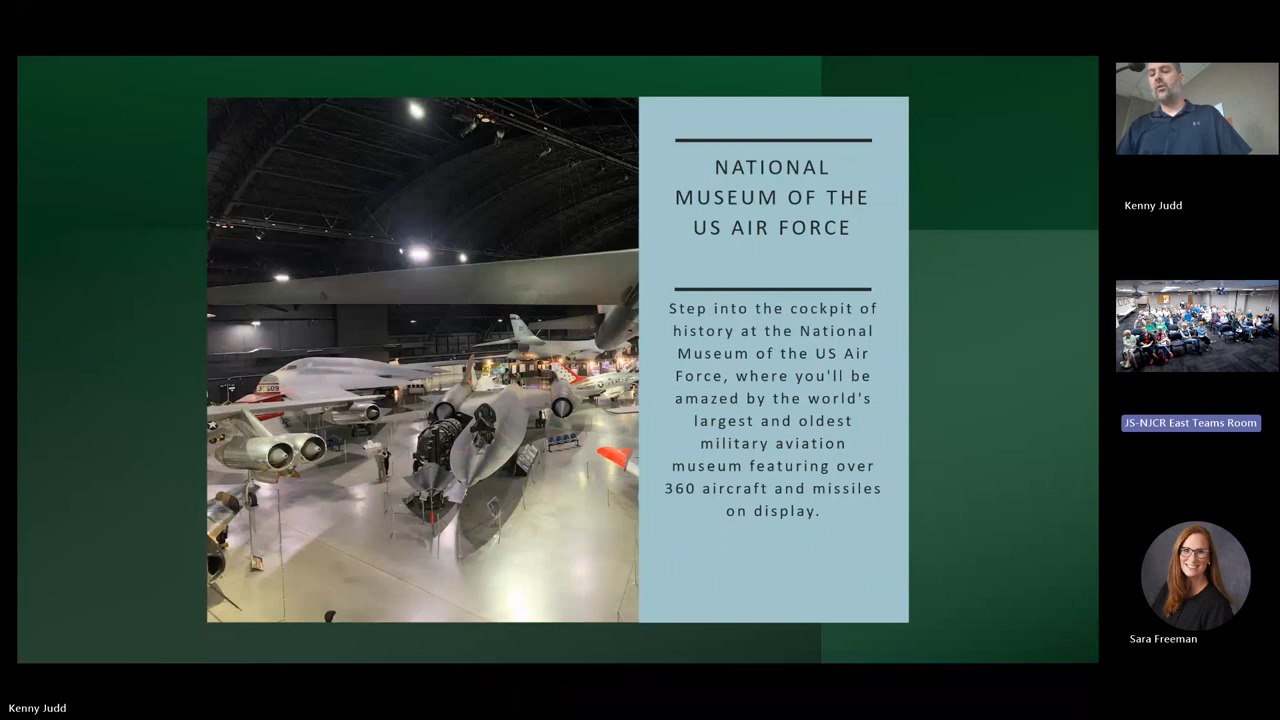 NATIONAL
MUSEUM OF THE
US AIR FORCE
Step into the cockpit of
history at the National
Museum of the US Air
Force, where you'll be
amazed by the world's
largest and oldest
military aviation
museum featuring over
360 aircraft and missiles
on display.
Kenny Judd
JS-NJCR East Teams Room
Sara Freeman
Kenny Judd